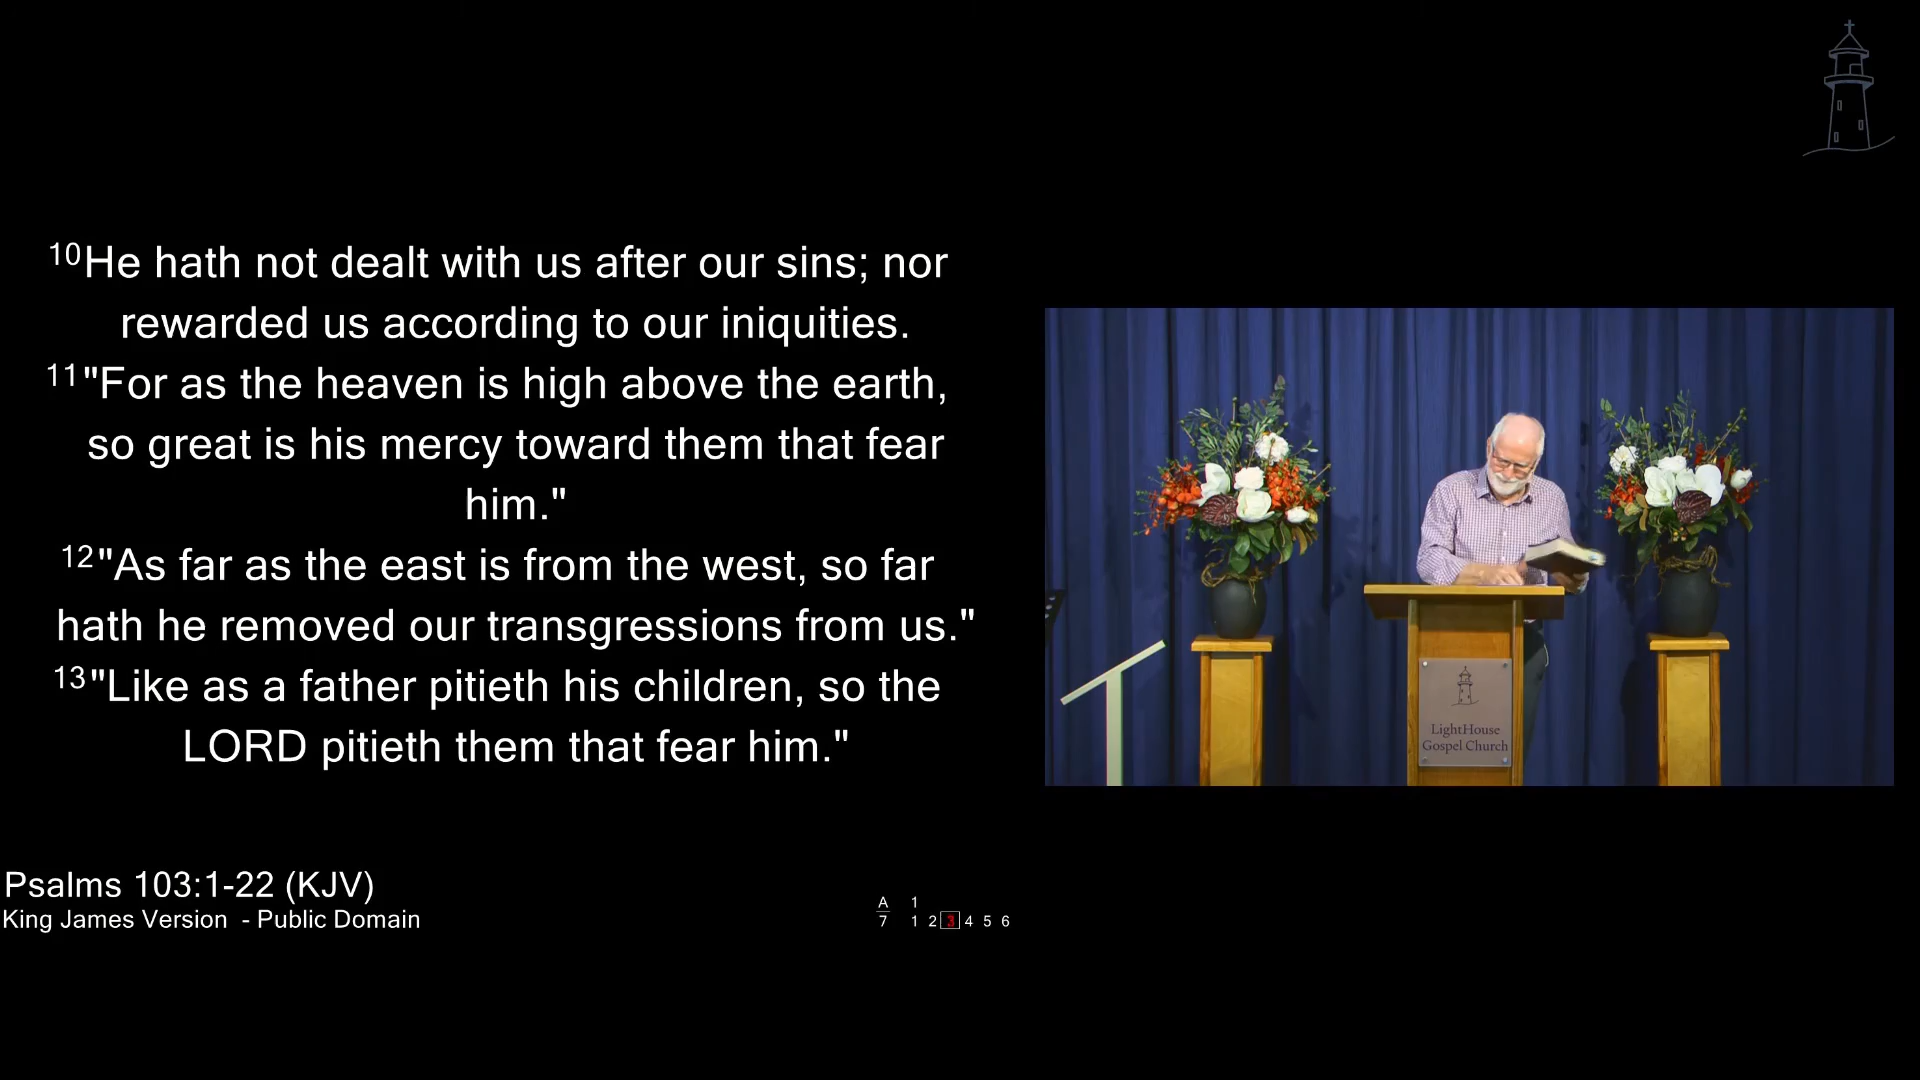 10He hath not dealt with us after our sins; nor
rewarded us according to our iniquities.
11"For as the heaven is high above the earth,
so great is his mercy toward them that fear
him."
12"As far as the east is from the west, so far
hath he removed our transgressions from us."
13"Like as a father pitieth his children, so the
LORD pitieth them that fear him."
Psalms 103:1-22 (KJV)
King James Version - Public Domain
A 1
7 1 2 3 4 5 6
LightHouse
Gospel Church